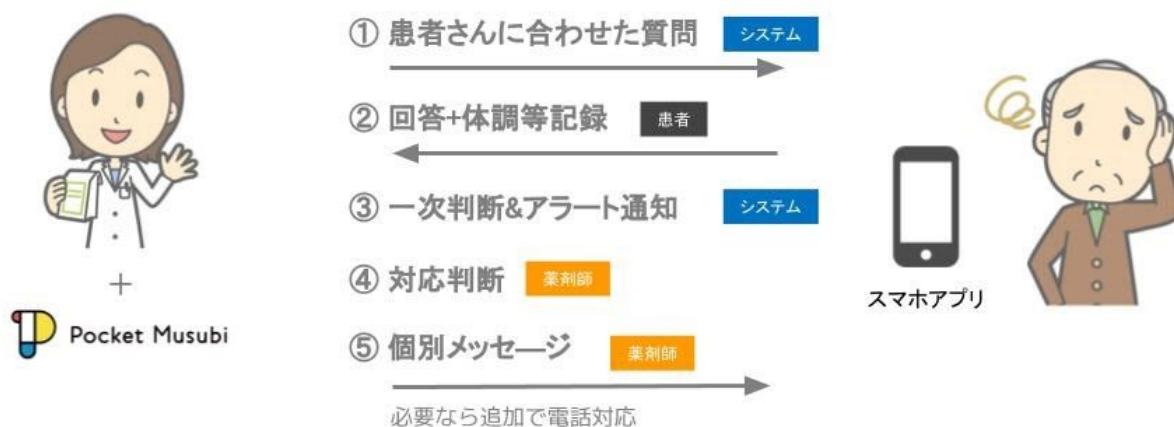 ① 患者さんに合わせた質問 システム
② 回答+体調等記録 患者
③ 一次判断&アラート通知 システム
④ 対応判断 薬剤師
⑤ 個別メッセ―ジ 薬剤師
必要なら追加で電話対応
+
Pocket Musubi
スマホアプリ